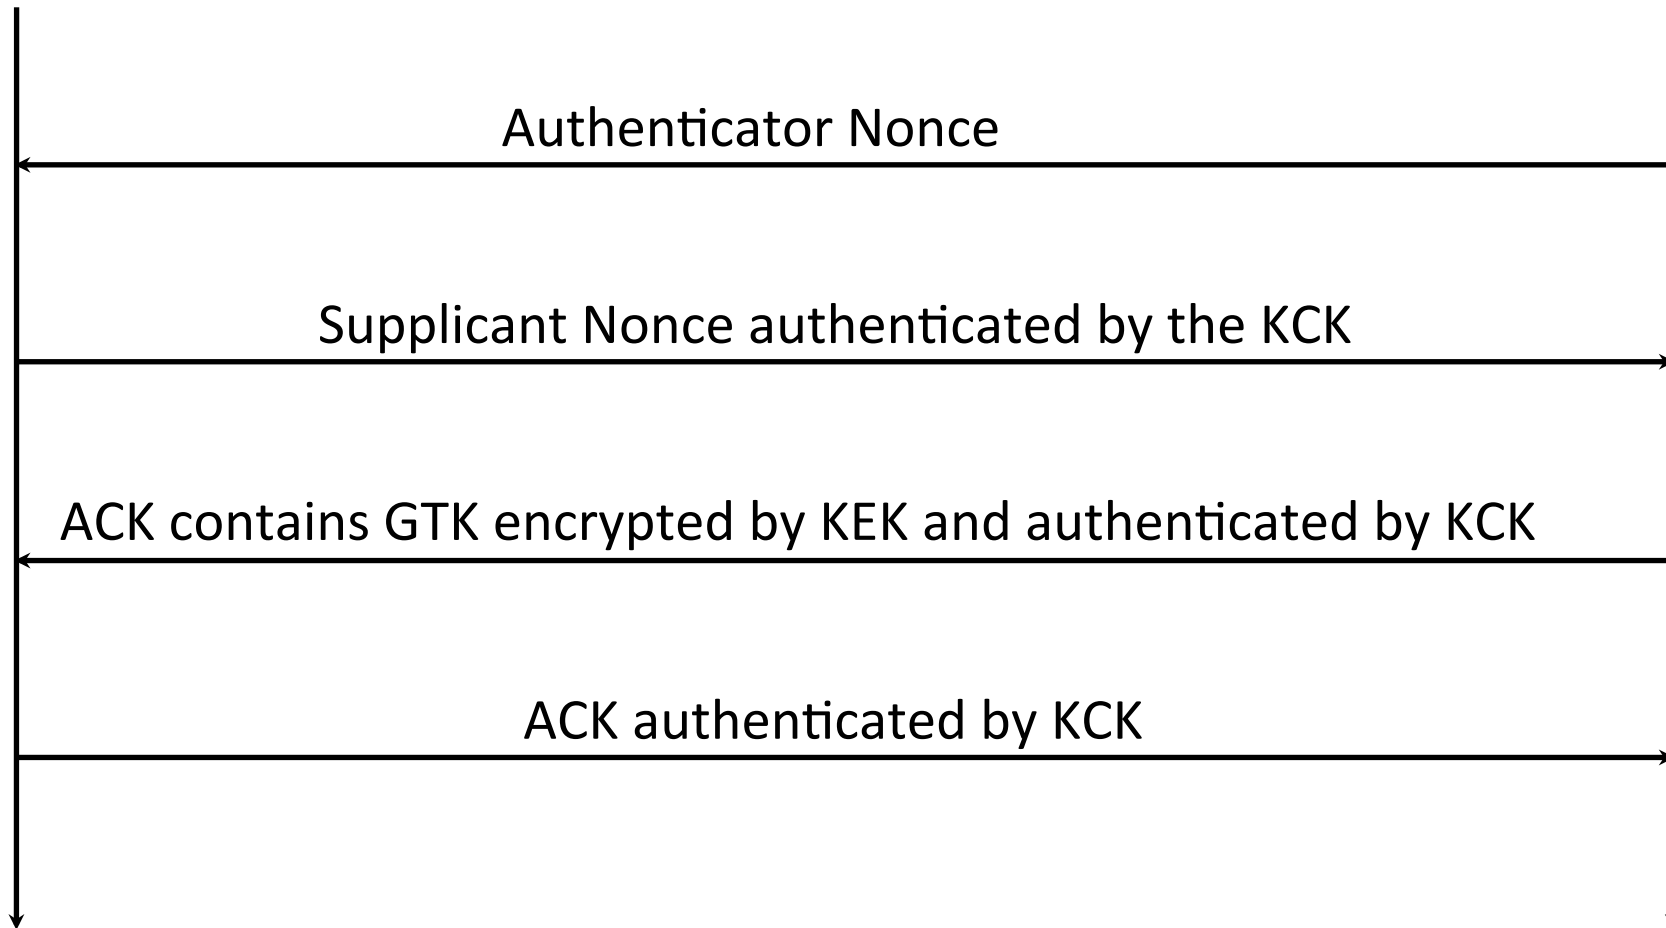 Authenticator Nonce
Supplicant Nonce authenticated by the KCK
ACK contains GTK encrypted by KEK and authenticated by KCK
ACK authenticated by KCK